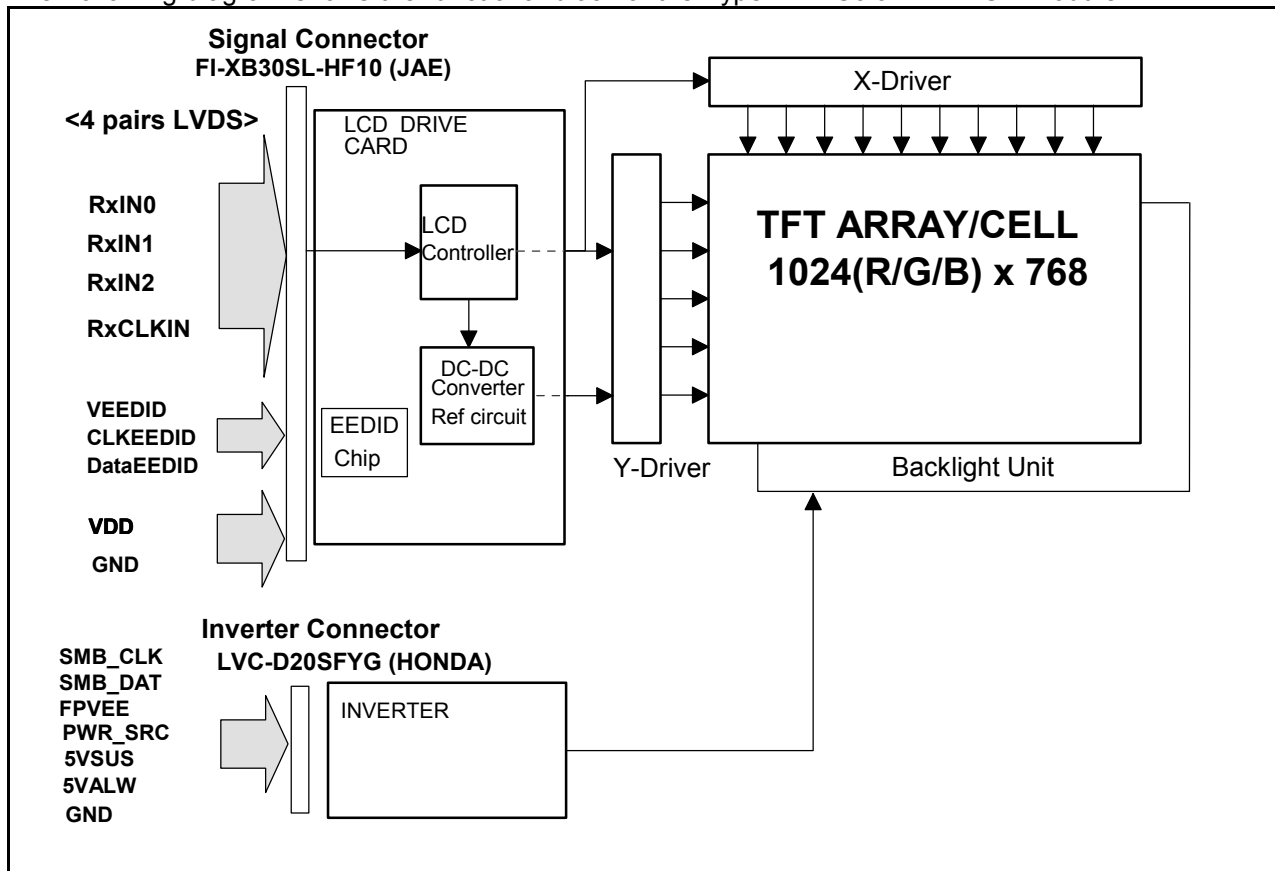 Signal Connector
FI-XB30SL-HF10 (JAE)
<4 pairs LVDS>
RxIN0
RxIN1
RxIN2
RxCLKIN
VEEDID
CLKEEDID
DataEEDID
VDD
GND
LCD DRIVE
CARD
LCD
Controller
DC-DC
Converter
Ref circuit
EEDID
Chip
X-Driver
Y-Driver
TFT ARRAY/CELL
1024(R/G/B) x 768
Backlight Unit
Inverter Connector
LVC-D20SFYG (HONDA)
SMB_CLK
SMB_DAT
FPVEE
PWR_SRC
5VSUS
5VALW
GND
INVERTER